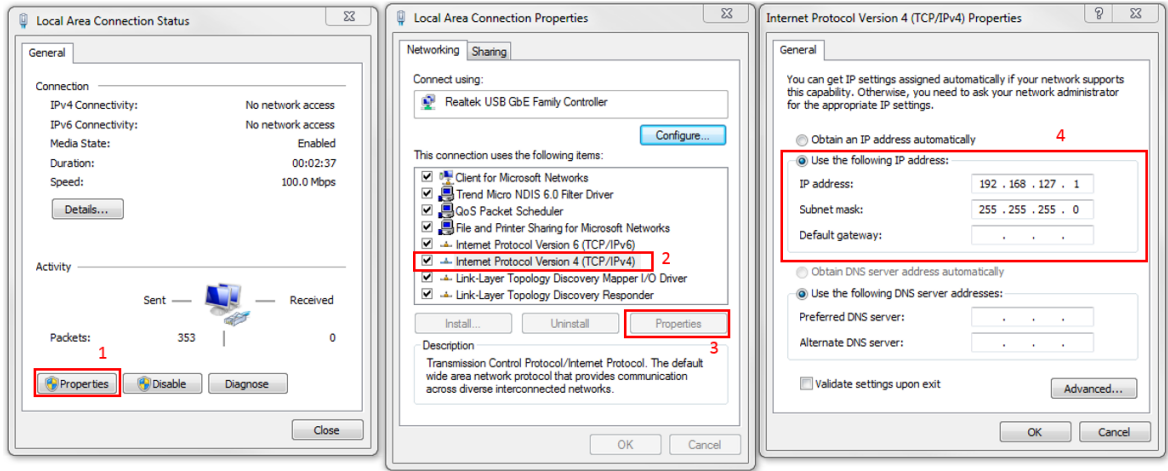 Local Area Connection Status
General
Connection
IPv4 Connectivity: No network access
IPv6 Connectivity: No network access
Media State: Enabled
Duration: 00:02:37
Speed: 100.0 Mbps
Details...
Activity
Sent Received
Packets: 353 0
1
Properties Disable Diagnose
Close
Local Area Connection Properties
Networking Sharing
Connect using:
Realtek USB GbE Family Controller
Configure...
This connection uses the following items:
Client for Microsoft Networks
Trend Micro NDIS 6.0 Filter Driver
QoS Packet Scheduler
File and Printer Sharing for Microsoft Networks
Internet Protocol Version 6 (TCP/IPv6)
Internet Protocol Version 4 (TCP/IPv4) 2
Link-Layer Topology Discovery Mapper I/O Driver
Link-Layer Topology Discovery Responder
Install... Uninstall Properties
3
Description
Transmission Control Protocol/Internet Protocol. The default
wide area network protocol that provides communication
across diverse interconnected networks.
OK Cancel
Internet Protocol Version 4 (TCP/IPv4) Properties
General
You can get IP settings assigned automatically if your network supports
this capability. Otherwise, you need to ask your network administrator
for the appropriate IP settings.
Obtain an IP address automatically
4
Use the following IP address:
IP address: 192 . 168 . 127 . 1
Subnet mask: 255 . 255 . 255 . 0
Default gateway: . . .
Obtain DNS server address automatically
Use the following DNS server addresses:
Preferred DNS server: . . .
Alternate DNS server: . . .
Validate settings upon exit
Advanced...
OK Cancel